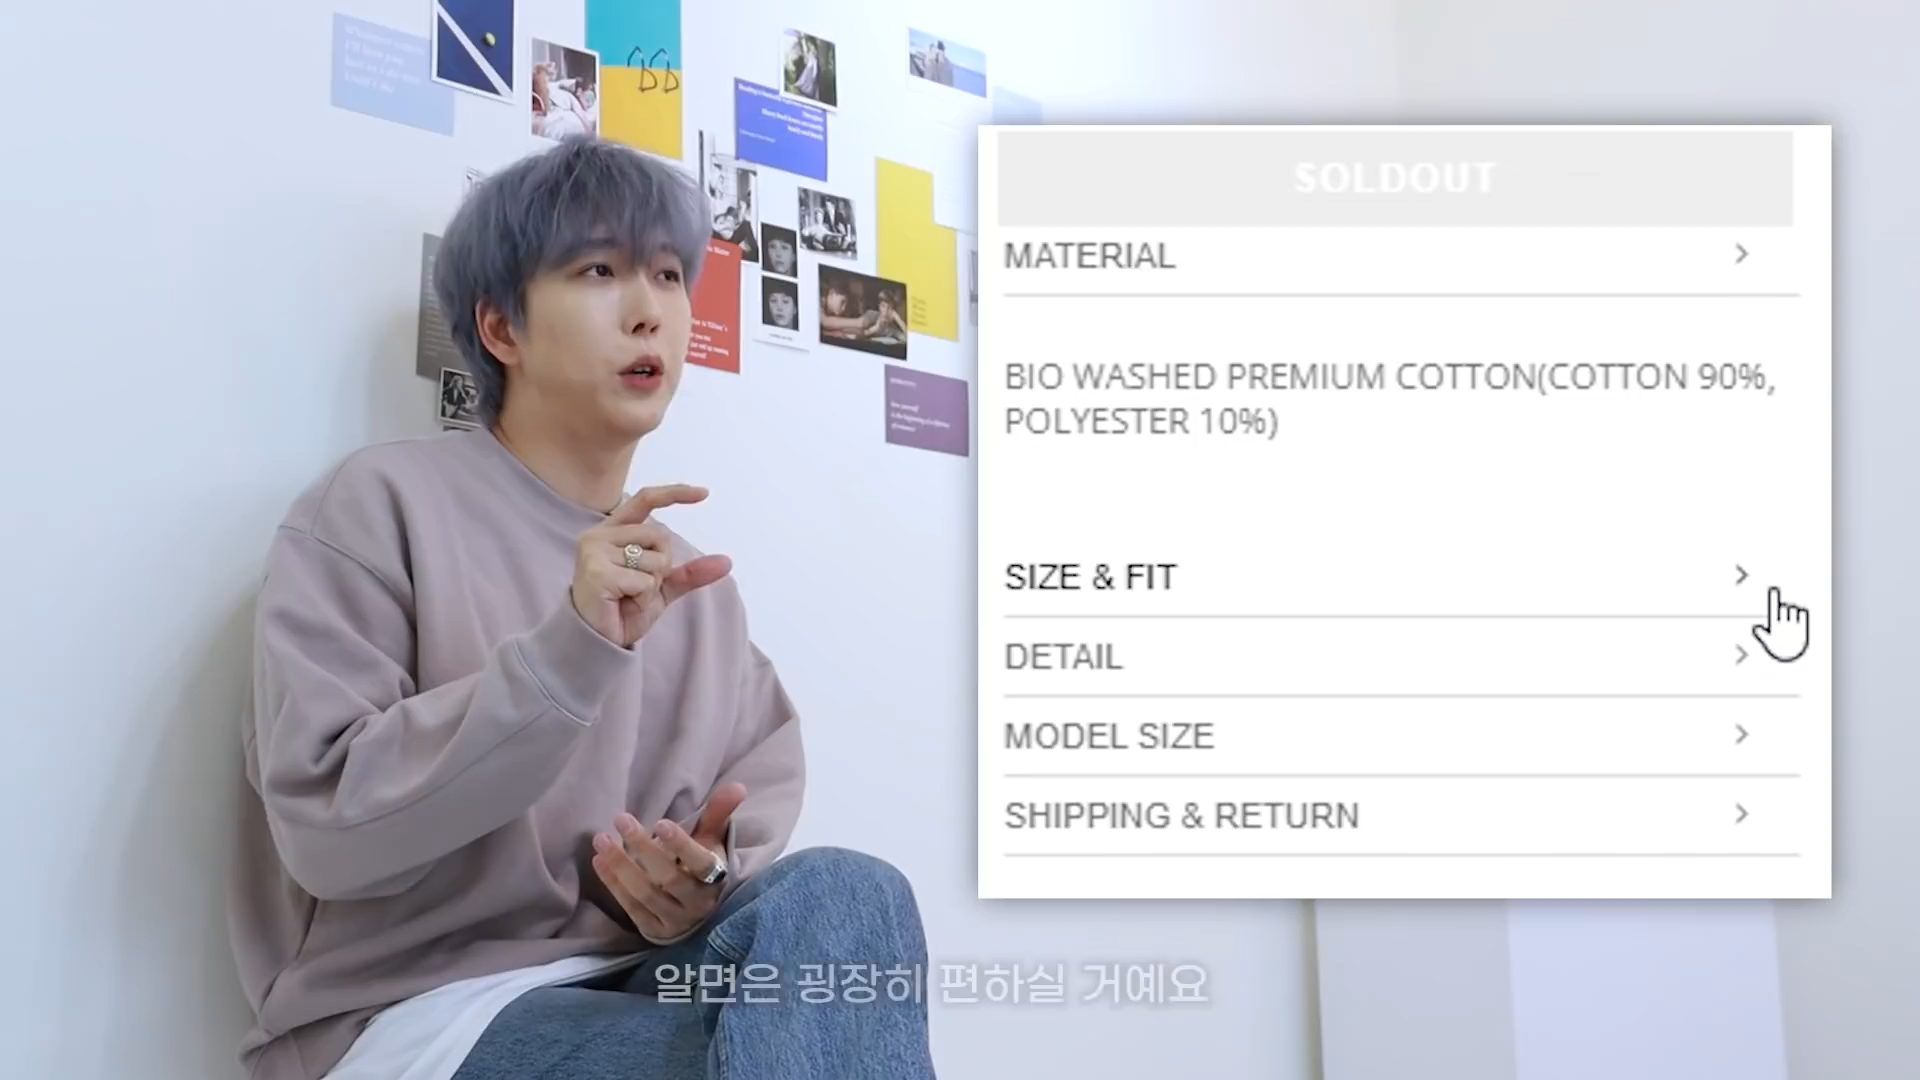 SOLDOUT
MATERIAL
BIO WASHED PREMIUM COTTON(COTTON 90%,
POLYESTER 10%)
SIZE & FIT
DETAIL
MODEL SIZE
SHIPPING & RETURN
알면은 굉장히 편하실 거예요